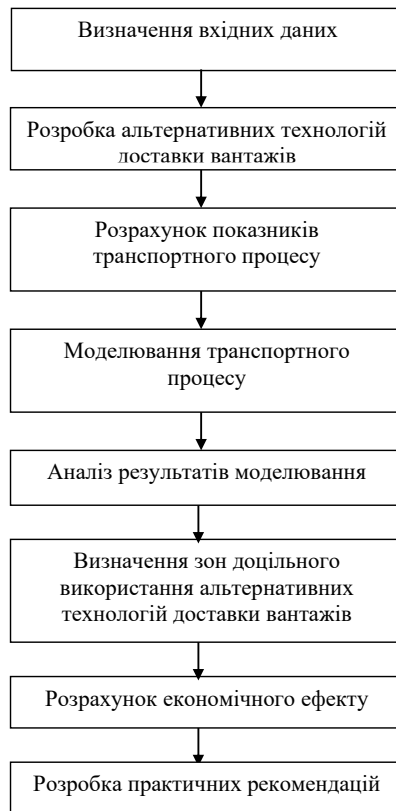 Визначення вхідних даних
Розробка альтернативних технологій
доставки вантажів
Розрахунок показників
транспортного процесу
Моделювання транспортного
процесу
Аналіз результатів моделювання
Визначення зон доцільного
використання альтернативних
технологій доставки вантажів
Розрахунок економічного ефекту
Розробка практичних рекомендацій